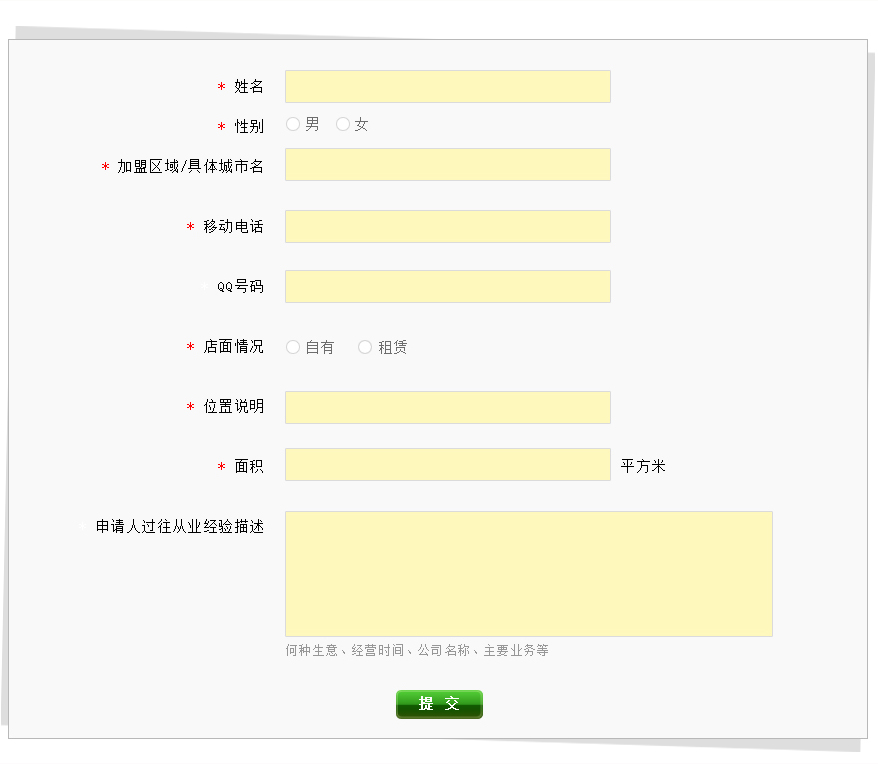 * 姓名
* 性别 男 女
* 加盟区域/具体城市名
* 移动电话
QQ号码
* 店面情况 自有 租赁
* 位置说明
* 面积 平方米
申请人过往从业经验描述
何种生意、经营时间、公司名称、主要业务等
提 交